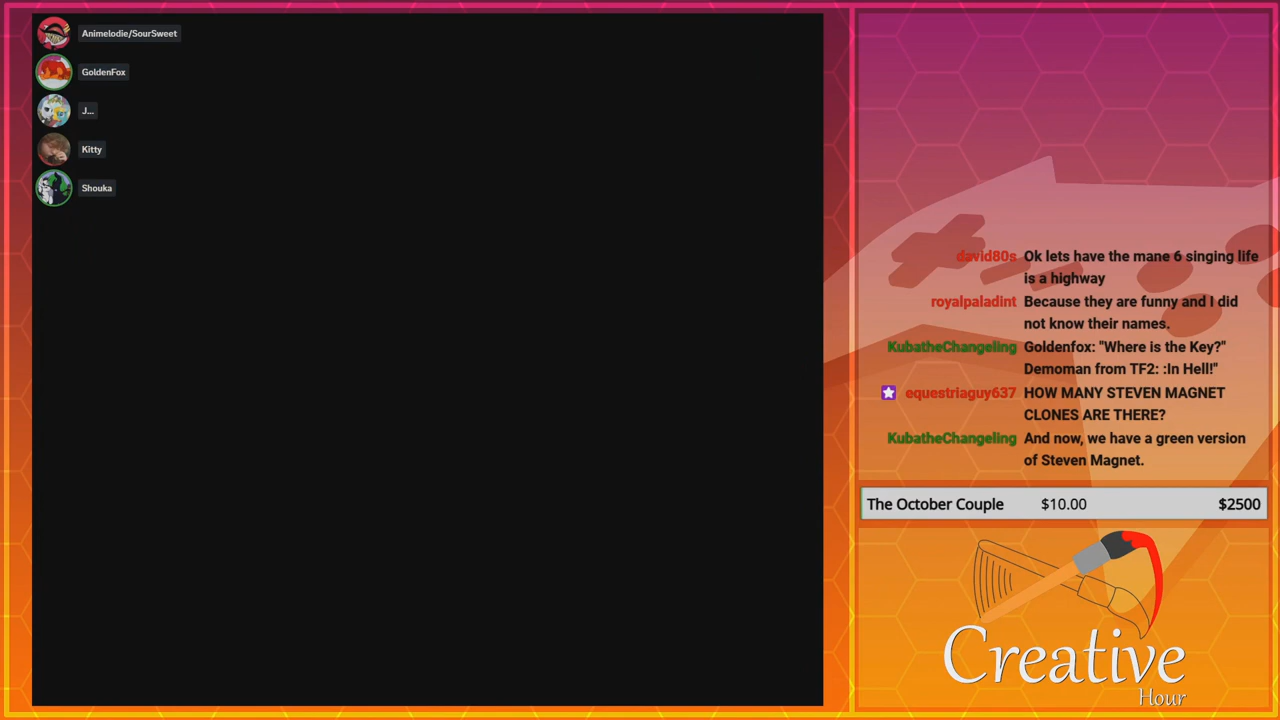 Animelodie/SourSweet
GoldenFox
J...
Kitty
Shouka
david80s Ok lets have the mane 6 singing life
is a highway
royalpaladint Because they are funny and I did
not know their names.
KubatheChangeling Goldenfox: "Where is the Key?"
Demoman from TF2: :In Hell!"
equestriaguy637 HOW MANY STEVEN MAGNET
CLONES ARE THERE?
KubatheChangeling And now, we have a green version
of Steven Magnet.
The October Couple $10.00 $2500
Creative
Hour